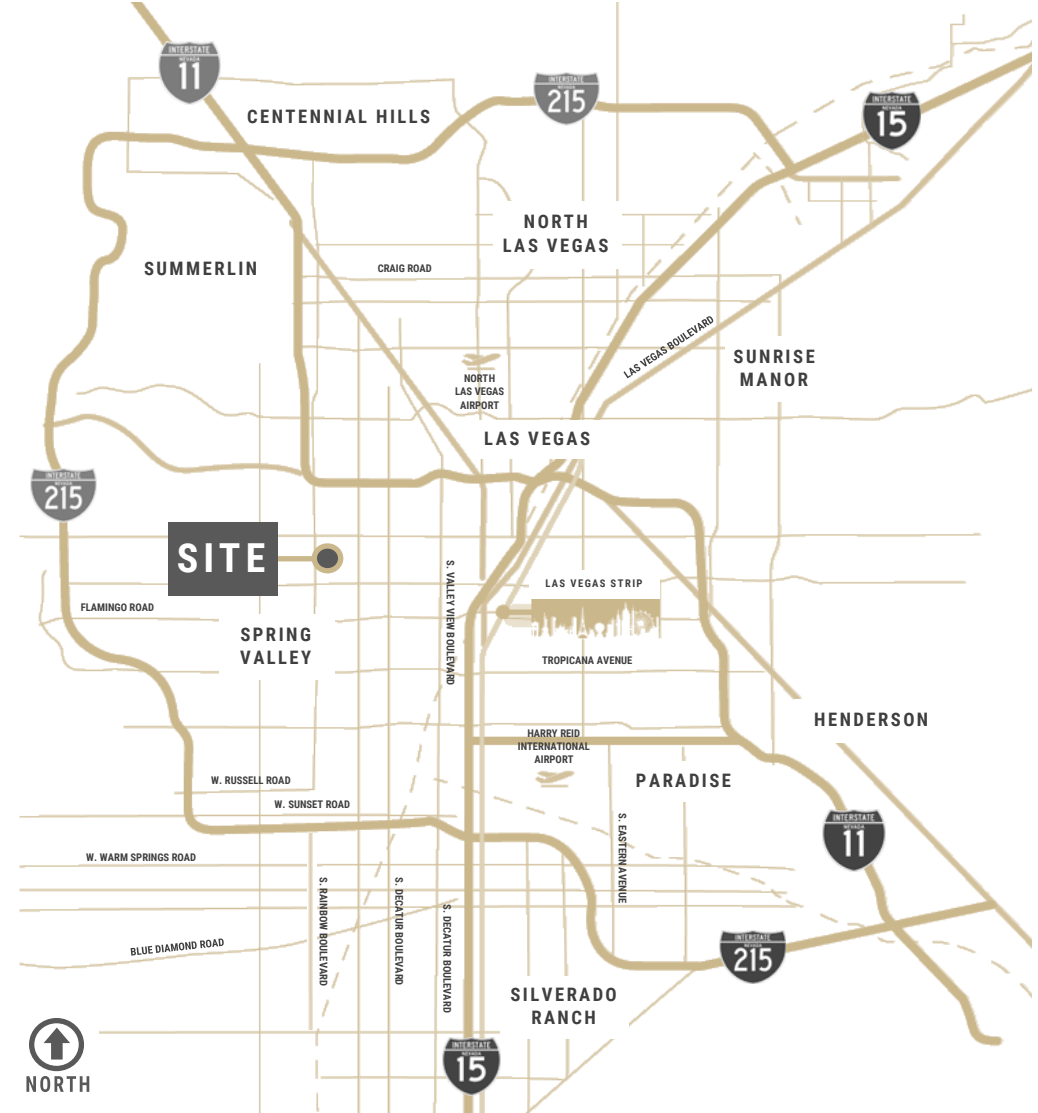 INTERSTATE
NEVADA
11
INTERSTATE
NEVADA
215
INTERSTATE
NEVADA
15
CENTENNIAL HILLS
NORTH
LAS VEGAS
SUMMERLIN
CRAIG ROAD
LAS VEGAS BOULEVARD
SUNRISE
MANOR
NORTH
LAS VEGAS
AIRPORT
LAS VEGAS
INTERSTATE
NEVADA
215
SITE
S. VALLEY VIEW BOULEVARD
LAS VEGAS STRIP
FLAMINGO ROAD
SPRING
VALLEY
TROPICANA AVENUE
HENDERSON
HARRY REID
INTERNATIONAL
AIRPORT
PARADISE
W. RUSSELL ROAD
W. SUNSET ROAD
INTERSTATE
NEVADA
11
S. EASTERN AVENUE
W. WARM SPRINGS ROAD
S. RAINBOW BOULEVARD
S. DECATUR BOULEVARD
S. DECATUR BOULEVARD
BLUE DIAMOND ROAD
INTERSTATE
NEVADA
215
SILVERADO
RANCH
INTERSTATE
NEVADA
15
NORTH